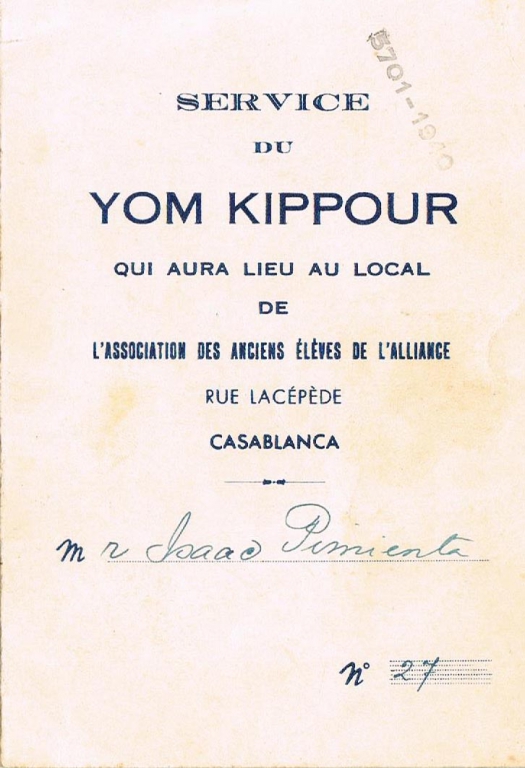 5701-1940
SERVICE
DU
YOM KIPPOUR
QUI AURA LIEU AU LOCAL
DE
L'ASSOCIATION DES ANCIENS ÉLÈVES DE L'ALLIANCE
RUE LACÉPÈDE
CASABLANCA
Mr Isaac Pimienta
N° 27